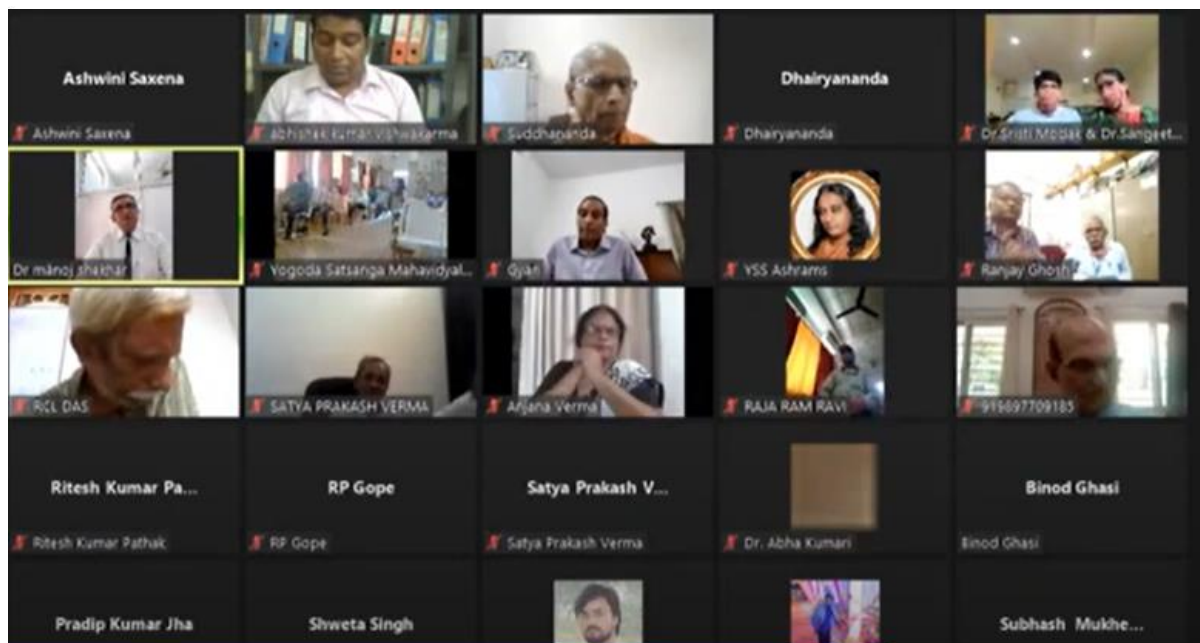 Ashwini Saxena
Ashwini Saxena
abhishek kumar vishwakarma
Suddhananda
Dhairyananda
Dhairyananda
Dr.Sristi Modak & Dr.Sangeet...
Dr manoj shekhar
Yogoda Satsanga Mahavidyal...
Gyan
YSS Ashrams
Ranjay Ghosh
RCL DAS
SATYA PRAKASH VERMA
Anjana Verma
RAJA RAM RAVI
919897709185
Ritesh Kumar Pa...
Ritesh Kumar Pathak
RP Gope
RP Gope
Satya Prakash V...
Satya Prakash Verma
Dr. Abha Kumari
Binod Ghasi
Binod Ghasi
Pradip Kumar Jha
Shweta Singh
Subhash Mukhe...